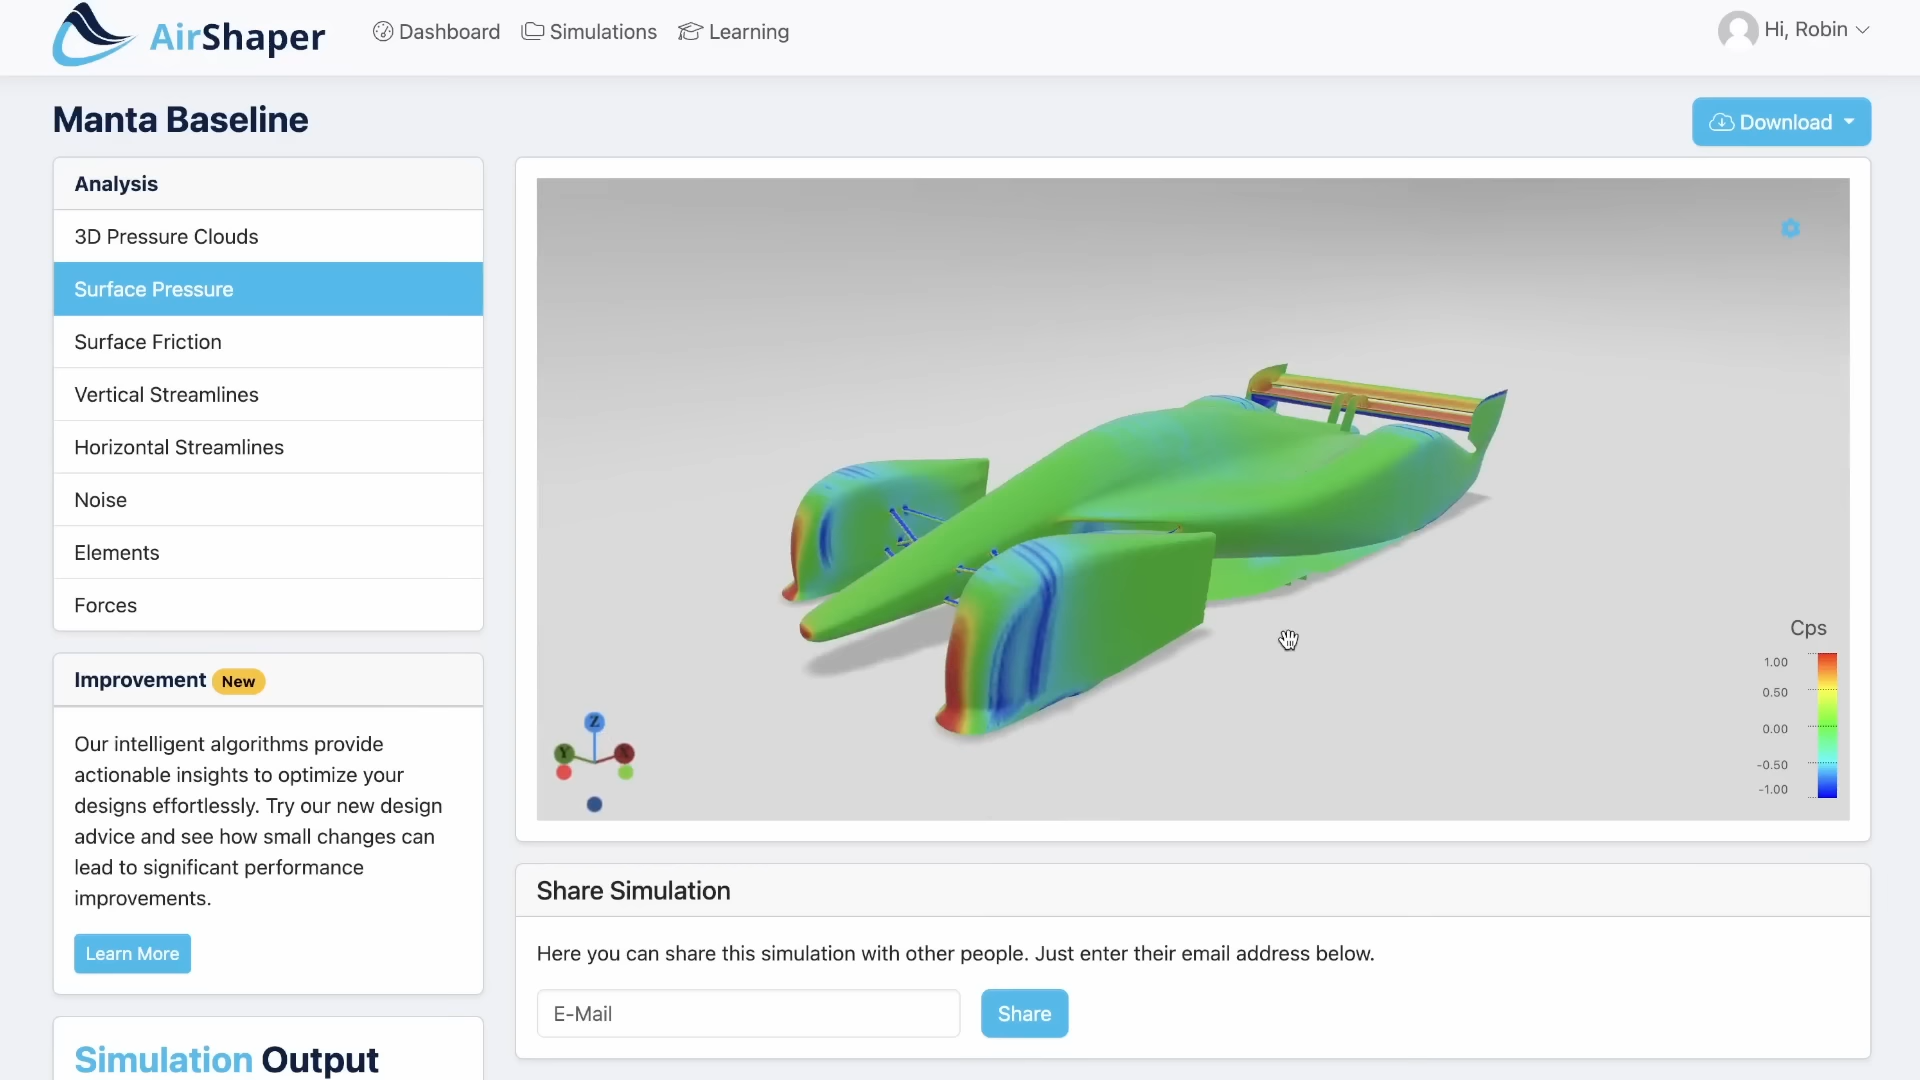 AirShaper
Dashboard
Simulations
Learning
Hi, Robin
Manta Baseline
Download
Analysis
3D Pressure Clouds
Surface Pressure
Surface Friction
Vertical Streamlines
Horizontal Streamlines
Noise
Elements
Forces
Improvement New
Our intelligent algorithms provide
actionable insights to optimize your
designs effortlessly. Try our new design
advice and see how small changes can
lead to significant performance
improvements.
Learn More
Simulation Output
Cps
1.00
0.50
0.00
-0.50
-1.00
Z
Y
X
Share Simulation
Here you can share this simulation with other people. Just enter their email address below.
E-Mail
Share